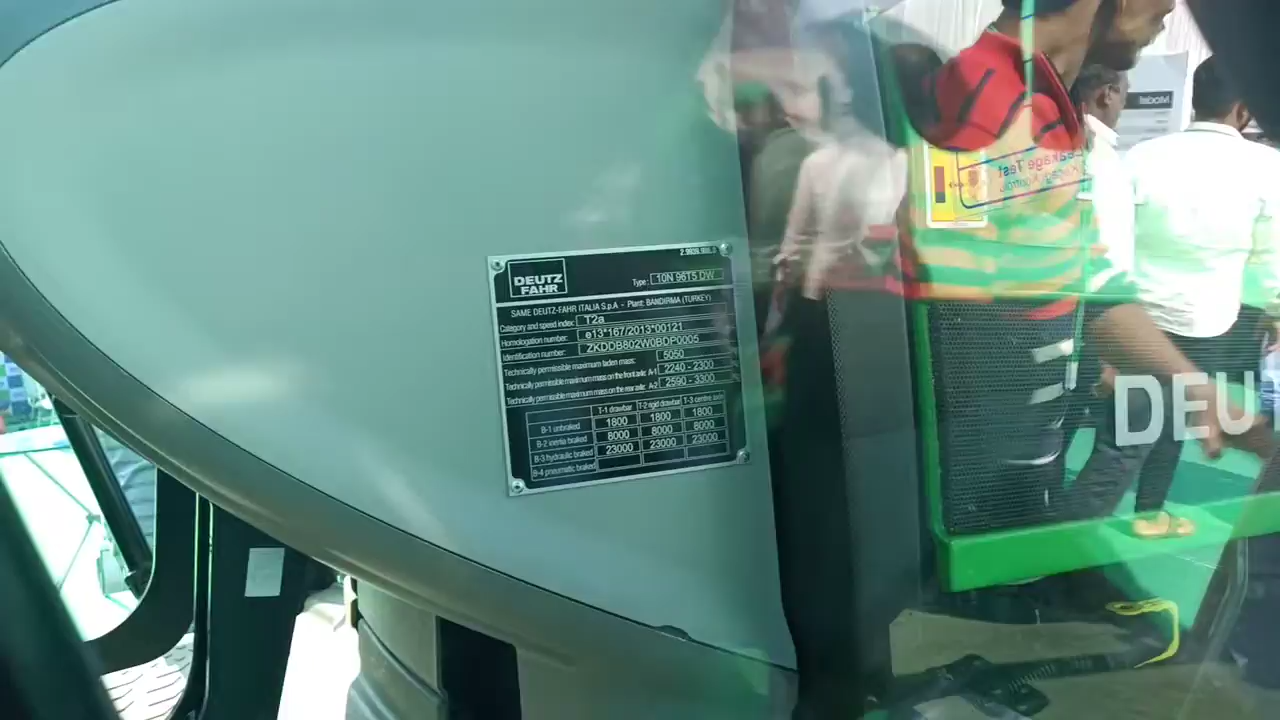 DEUTZ
FAHR
Type: 10N 96T5 DW
SAME DEUTZ-FAHR ITALIA S.p.A - Plant: BANDIRMA (TURKEY)
Category and speed index: T2a
Homologation number: e13*167/2013*00121
Identification number: ZKDDB802W0BDP0005
Technically permissible maximum laden mass: 5050
Technically permissible maximum mass on the front axle: A-1 2240 - 2300
Technically permissible maximum mass on the rear axle: A-2 2590 - 3300
T-1 drawbar T-2 rigid drawbar T-3 centre axle
B-1 unbraked 1800 1800 1800
B-2 inertia braked 8000 8000 8000
B-3 hydraulic braked 23000 23000 23000
B-4 pneumatic braked
Leakage Test
Model
DEU